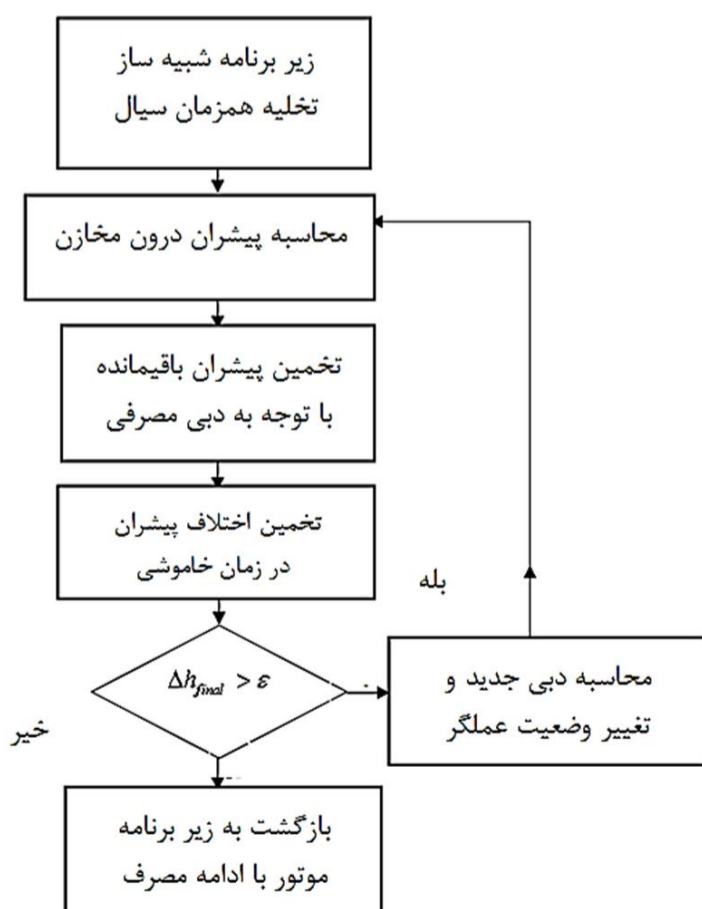 زیر برنامه شبیه ساز
تخلیه همزمان سیال
محاسبه پیشران درون مخازن
تخمین پیشران باقیمانده
با توجه به دبی مصرفی
تخمین اختلاف پیشران
در زمان خاموشی
بله
Δh_final > ε
محاسبه دبی جدید و
تغییر وضعیت عملگر
خیر
بازگشت به زیر برنامه
موتور با ادامه مصرف